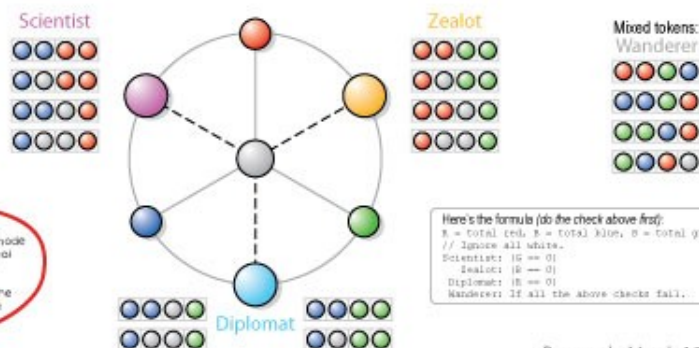 Scientist
Zealot
Mixed tokens:
Wanderer
Here's the formula (do the check above first):
R = total red, B = total blue, G = total g
// Ignore all white.
Scientist: (G == 0)
Zealot: (B == 0)
Diplomat: (R == 0)
Wanderer: If all the above checks fail.
node
Diplomat